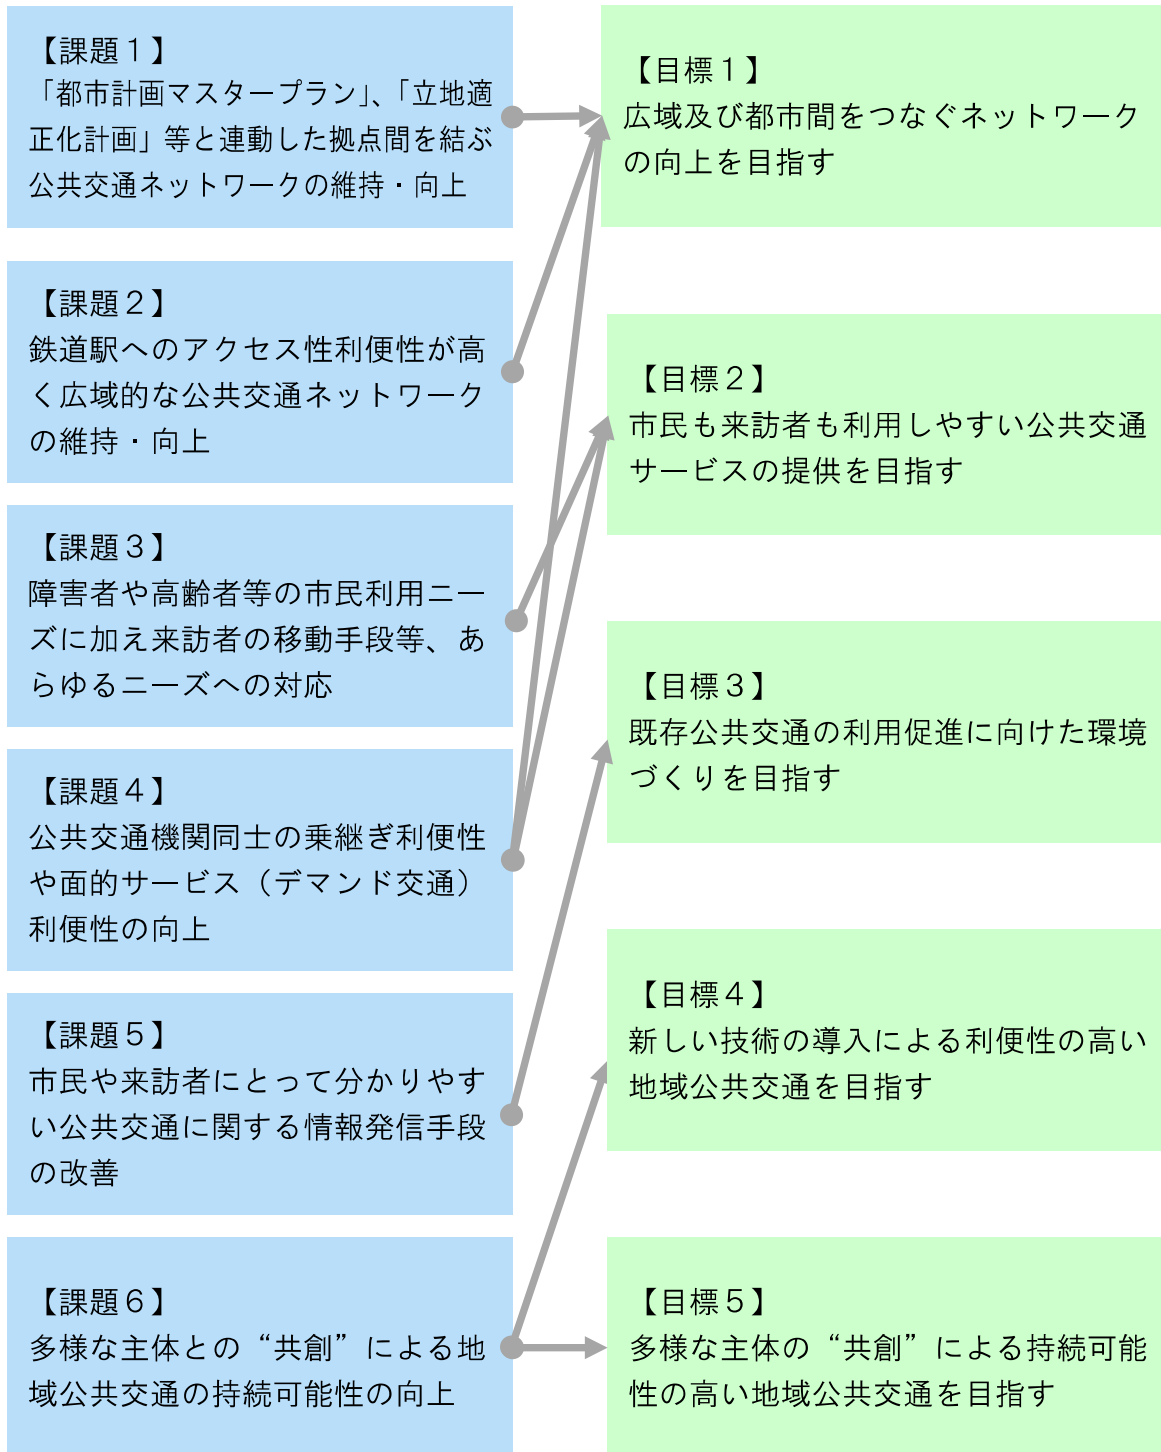 【課題１】
「都市計画マスタープラン」、「立地適
正化計画」等と連動した拠点間を結ぶ
公共交通ネットワークの維持・向上
【課題２】
鉄道駅へのアクセス性利便性が高
く広域的な公共交通ネットワーク
の維持・向上
【課題３】
障害者や高齢者等の市民利用ニー
ズに加え来訪者の移動手段等、あ
らゆるニーズへの対応
【課題４】
公共交通機関同士の乗継ぎ利便性
や面的サービス（デマンド交通）
利便性の向上
【課題５】
市民や来訪者にとって分かりやす
い公共交通に関する情報発信手段
の改善
【課題６】
多様な主体との“共創”による地
域公共交通の持続可能性の向上
【目標１】
広域及び都市間をつなぐネットワーク
の向上を目指す
【目標２】
市民も来訪者も利用しやすい公共交通
サービスの提供を目指す
【目標３】
既存公共交通の利用促進に向けた環境
づくりを目指す
【目標４】
新しい技術の導入による利便性の高い
地域公共交通を目指す
【目標５】
多様な主体の“共創”による持続可能
性の高い地域公共交通を目指す